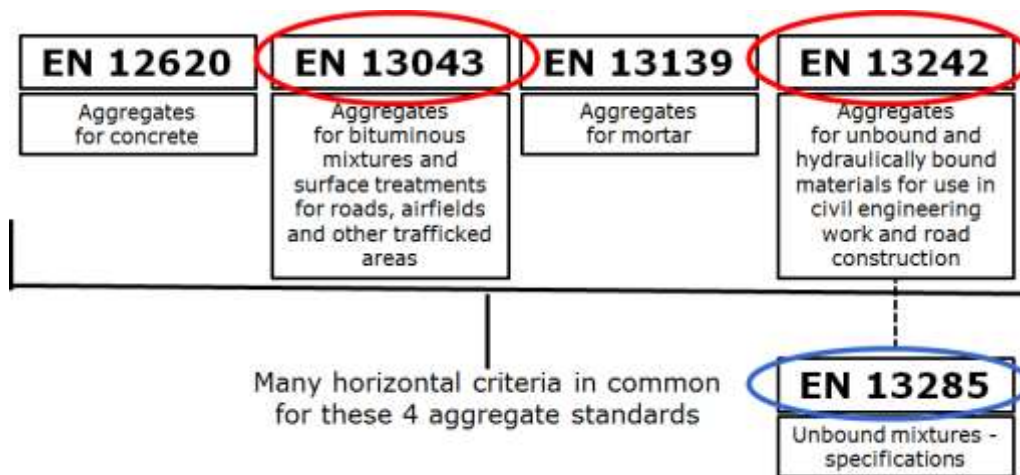 EN 12620
Aggregates
for concrete
EN 13043
Aggregates
for bituminous
mixtures and
surface treatments
for roads, airfields
and other trafficked
areas
EN 13139
Aggregates
for mortar
EN 13242
Aggregates
for unbound and
hydraulically bound
materials for use in
civil engineering
work and road
construction
Many horizontal criteria in common
for these 4 aggregate standards
EN 13285
Unbound mixtures -
specifications